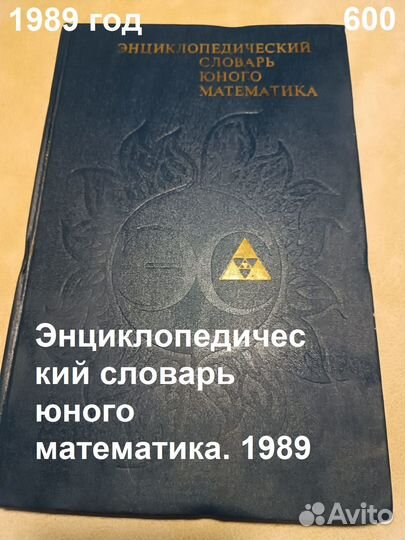 1989 год 600
ЭНЦИКЛОПЕДИЧЕСКИЙ
СЛОВАРЬ
ЮНОГО
МАТЕМАТИКА
Энциклопедичес
кий словарь
юного
математика. 1989
Avito